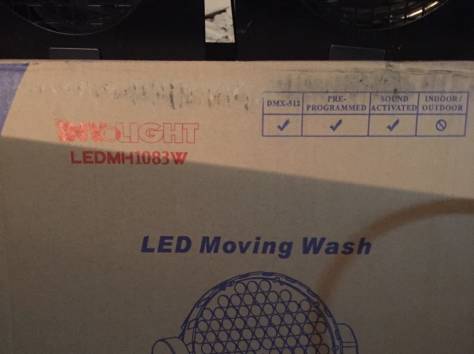 DMX-512 PRE-PROGRAMMED SOUND ACTIVATED INDOOR / OUTDOOR
LIGHT
LEDMH1083W
LED Moving Wash